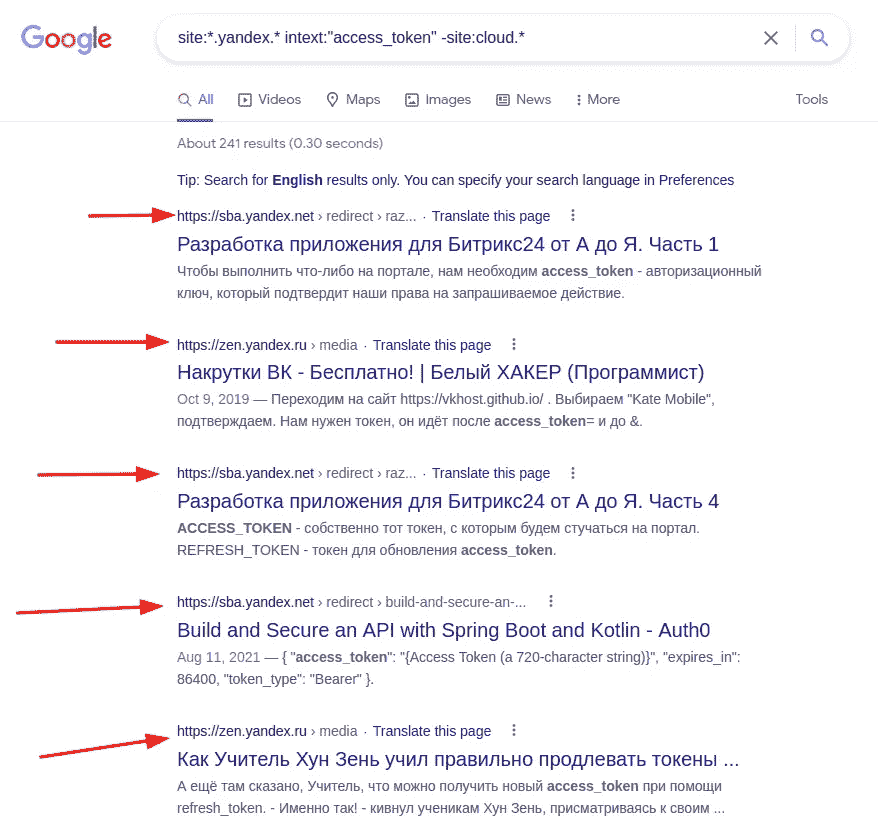 Google
site:*.yandex.* intext:"access_token" -site:cloud.*
All Videos Maps Images News More Tools
About 241 results (0.30 seconds)
Tip: Search for English results only. You can specify your search language in Preferences
https://sba.yandex.net › redirect › raz... · Translate this page
Разработка приложения для Битрикс24 от А до Я. Часть 1
Чтобы выполнить что-либо на портале, нам необходим access_token - авторизационный
ключ, который подтвердит наши права на запрашиваемое действие.
https://zen.yandex.ru › media · Translate this page
Накрутки ВК - Бесплатно! | Белый ХАКЕР (Программист)
Oct 9, 2019 — Переходим на сайт https://vkhost.github.io/ . Выбираем "Kate Mobile",
подтверждаем. Нам нужен токен, он идёт после access_token= и до &.
https://sba.yandex.net › redirect › raz... · Translate this page
Разработка приложения для Битрикс24 от А до Я. Часть 4
ACCESS_TOKEN - собственно тот токен, с которым будем стучаться на портал.
REFRESH_TOKEN - токен для обновления access_token.
https://sba.yandex.net › redirect › build-and-secure-an-...
Build and Secure an API with Spring Boot and Kotlin - Auth0
Aug 11, 2021 — { "access_token": "{Access Token (a 720-character string)}", "expires_in":
86400, "token_type": "Bearer" }.
https://zen.yandex.ru › media · Translate this page
Как Учитель Хун Зень учил правильно продлевать токены ...
А ещё там сказано, Учитель, что можно получить новый access_token при помощи
refresh_token. - Именно так! - кивнул ученикам Хун Зень, присматриваясь к своим ...